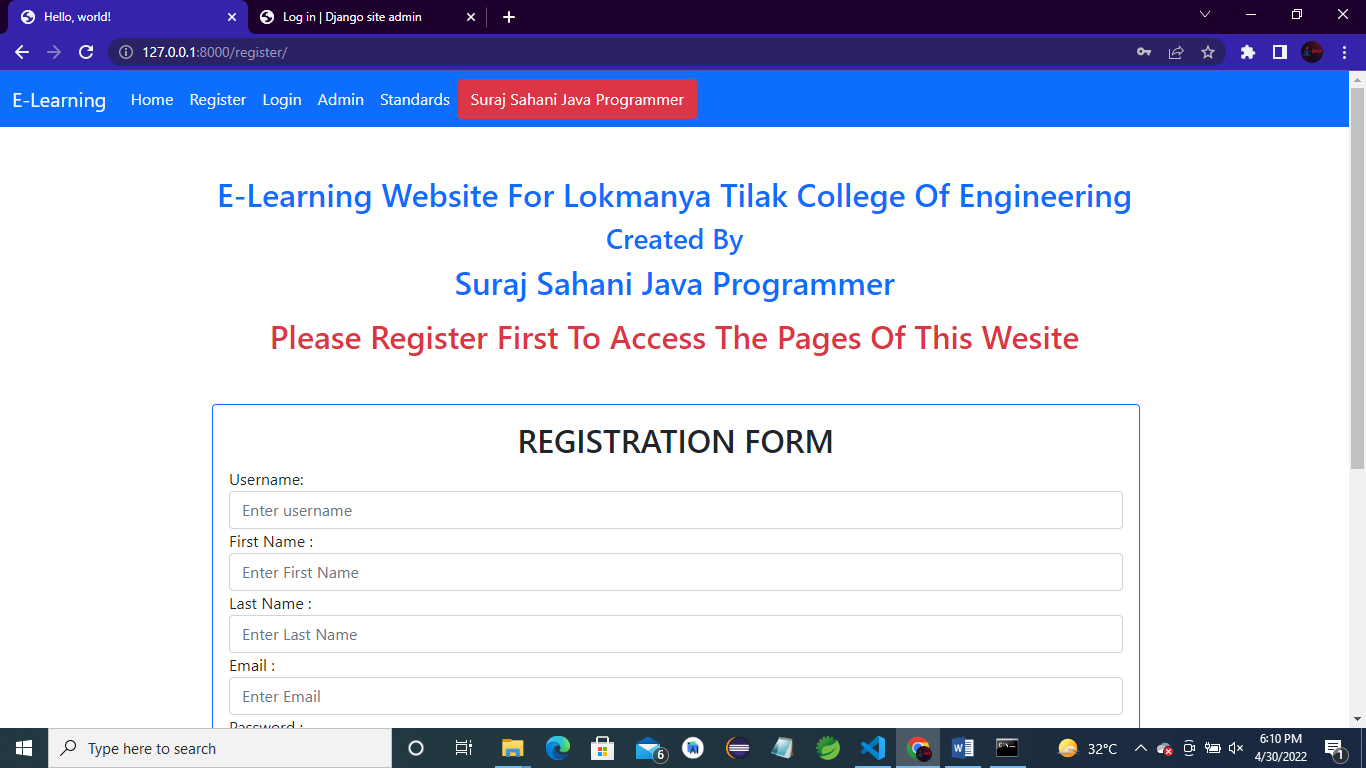 Hello, world!
Log in | Django site admin
127.0.0.1:8000/register/
E-Learning Home Register Login Admin Standards Suraj Sahani Java Programmer
E-Learning Website For Lokmanya Tilak College Of Engineering
Created By
Suraj Sahani Java Programmer
Please Register First To Access The Pages Of This Wesite
REGISTRATION FORM
Username:
Enter username
First Name :
Enter First Name
Last Name :
Enter Last Name
Email :
Enter Email
Password :
Type here to search
6
32°C
6:10 PM
4/30/2022
1